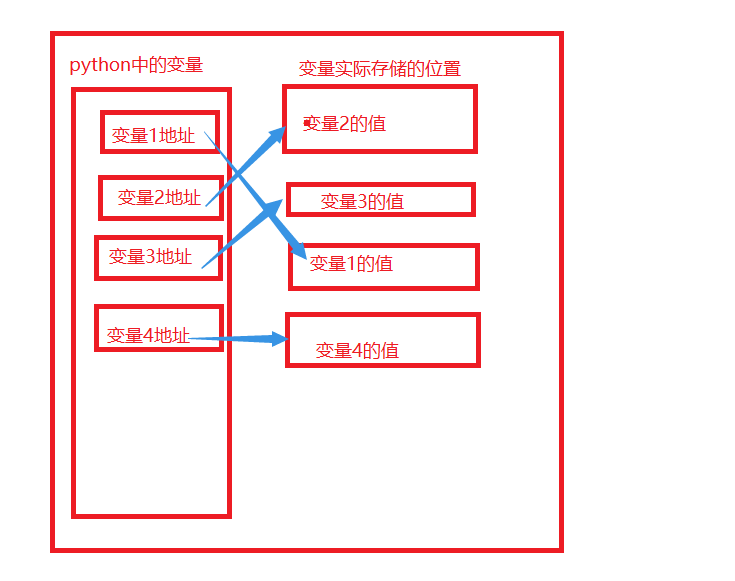 python中的变量
变量实际存储的位置
变量1地址
变量2的值
变量2地址
变量3的值
变量3地址
变量1的值
变量4地址
变量4的值